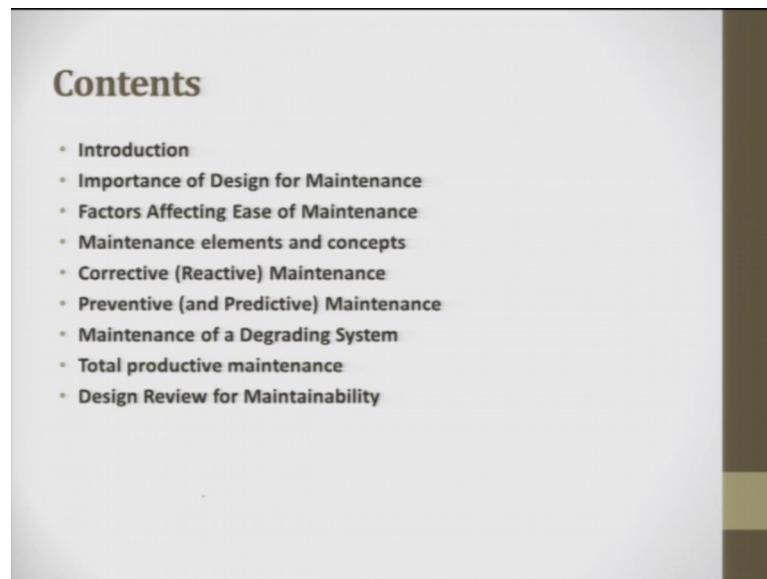 Contents
• Introduction
• Importance of Design for Maintenance
• Factors Affecting Ease of Maintenance
• Maintenance elements and concepts
• Corrective (Reactive) Maintenance
• Preventive (and Predictive) Maintenance
• Maintenance of a Degrading System
• Total productive maintenance
• Design Review for Maintainability